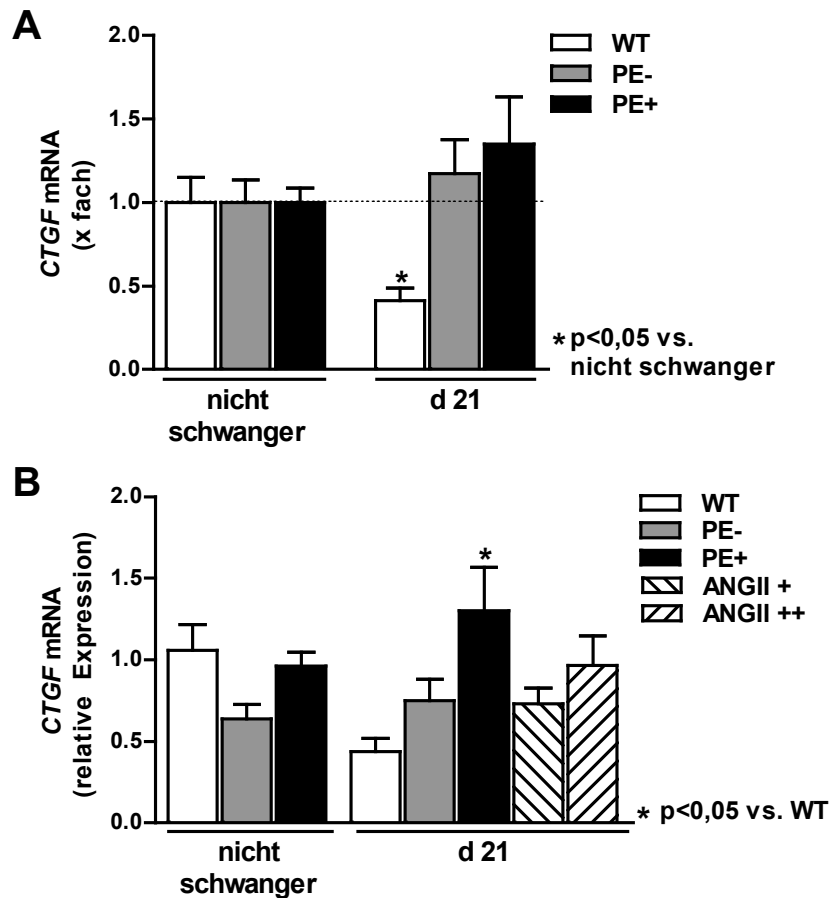 A
2.0
1.5
1.0
0.5
0.0
CTGF mRNA
(x fach)
WT
PE-
PE+
*
* p<0,05 vs.
nicht schwanger
nicht
schwanger
d 21
B
2.0
1.5
1.0
0.5
0.0
CTGF mRNA
(relative Expression)
WT
PE-
PE+
ANGII +
ANGII ++
*
* p<0,05 vs. WT
nicht
schwanger
d 21